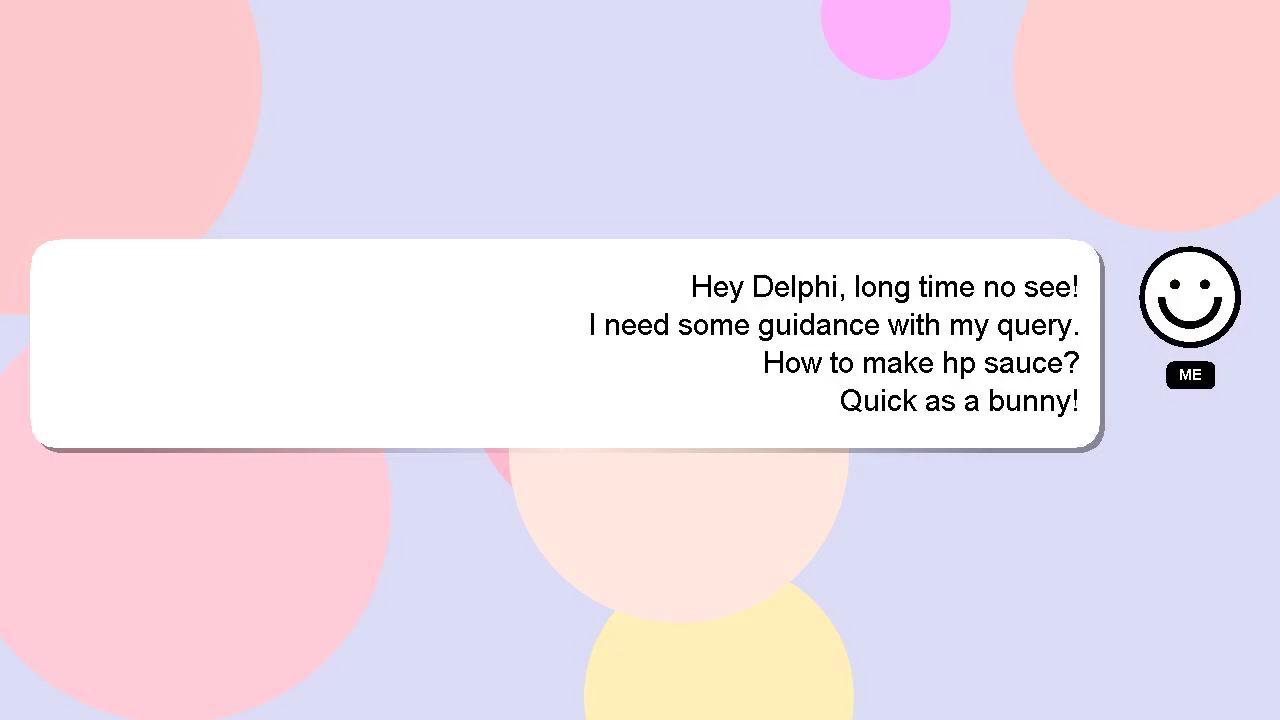 Hey Delphi, long time no see!
I need some guidance with my query.
How to make hp sauce?
Quick as a bunny!
ME